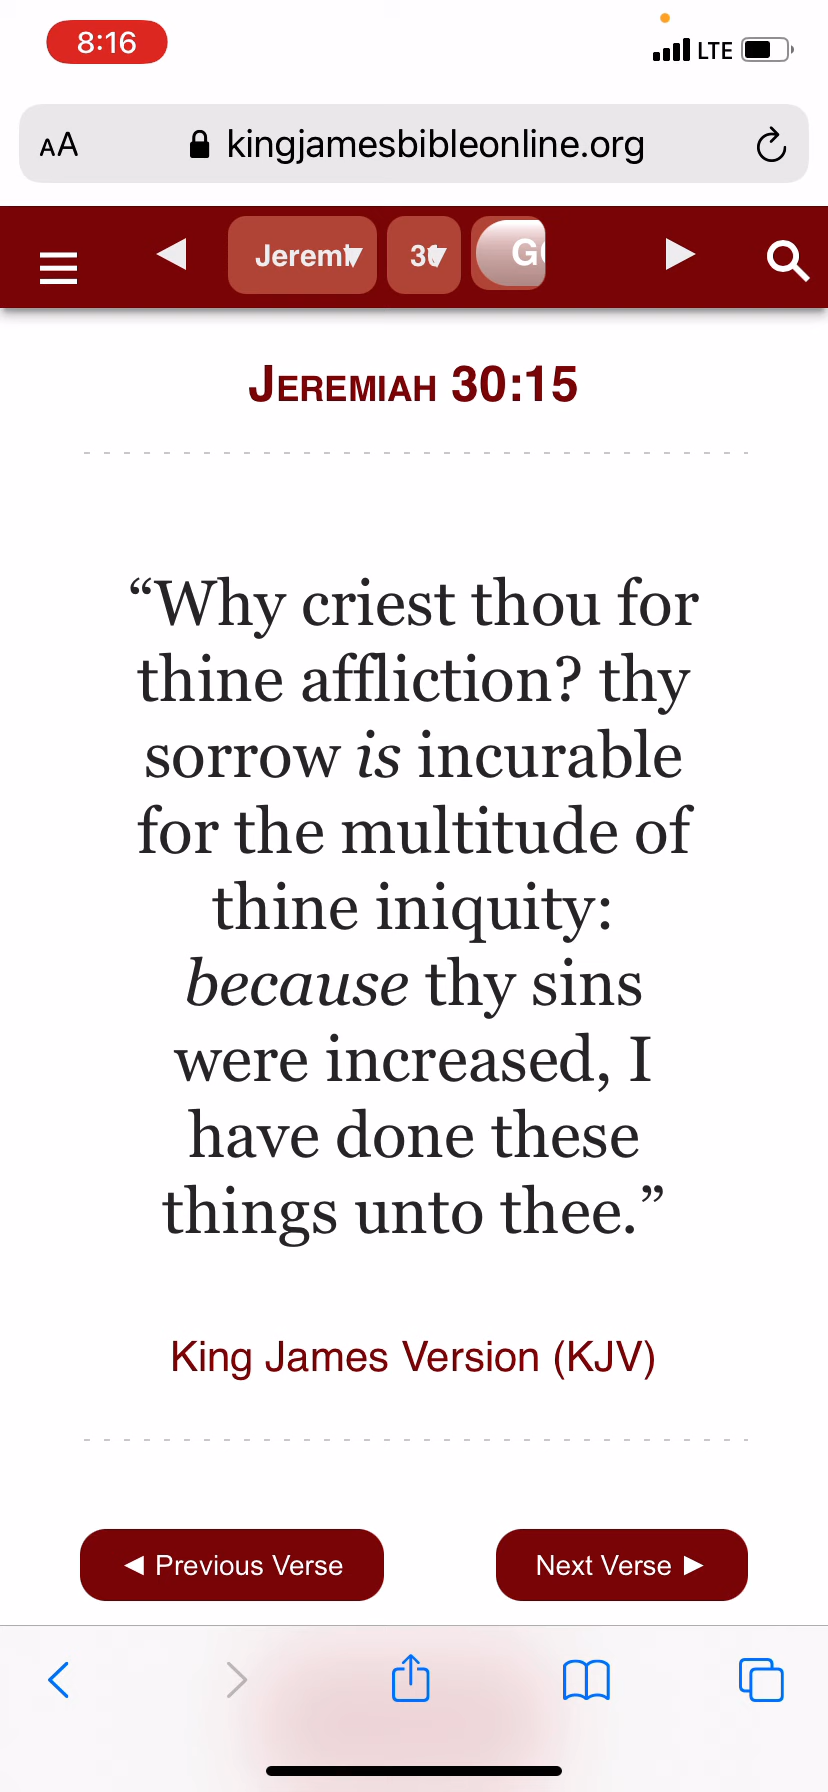 8:16
LTE
AA kingjamesbibleonline.org
JEREMIAH 30:15
“Why criest thou for
thine affliction? thy
sorrow is incurable
for the multitude of
thine iniquity:
because thy sins
were increased, I
have done these
things unto thee.”
King James Version (KJV)
◀ Previous Verse
Next Verse ▶